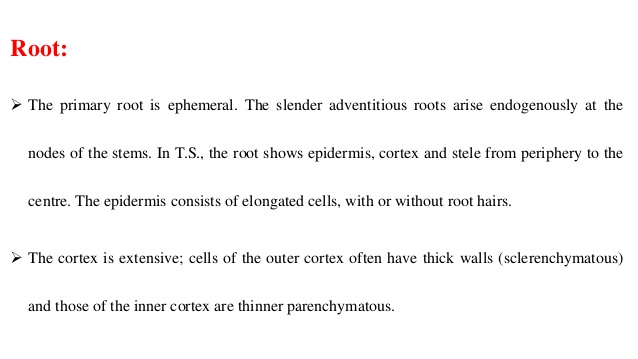 Root:
➢ The primary root is ephemeral. The slender adventitious roots arise endogenously at the
nodes of the stems. In T.S., the root shows epidermis, cortex and stele from periphery to the
centre. The epidermis consists of elongated cells, with or without root hairs.
➢ The cortex is extensive; cells of the outer cortex often have thick walls (sclerenchymatous)
and those of the inner cortex are thinner parenchymatous.